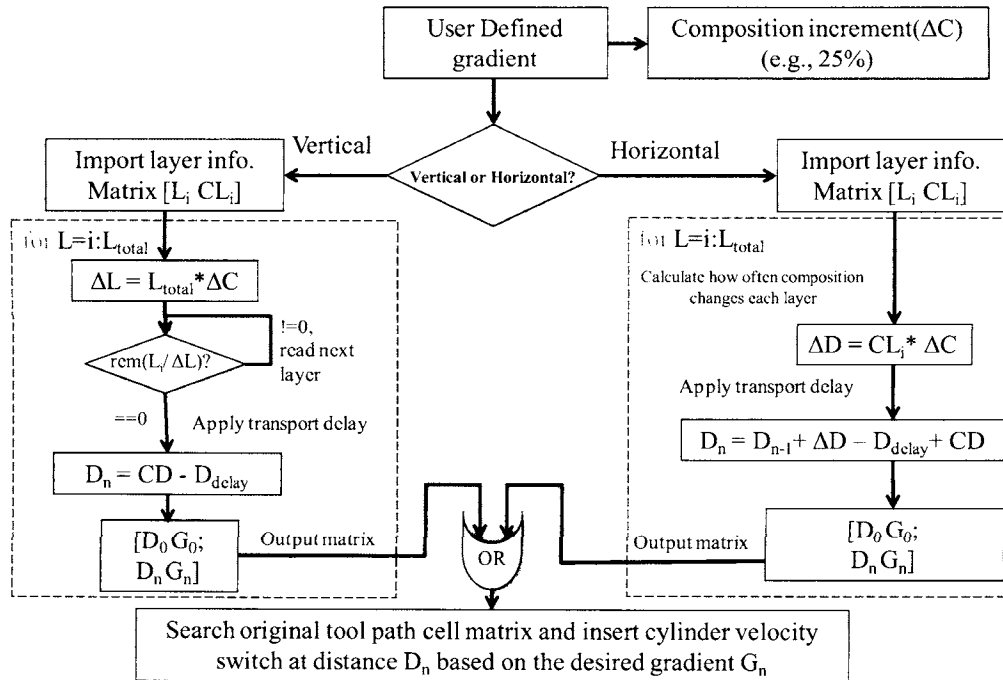 User Defined
gradient
Composition increment(ΔC)
(e.g., 25%)
Vertical
Vertical or Horizontal?
Horizontal
Import layer info.
Matrix [Lᵢ CLᵢ]
for L=i:Lₜₒₜₐₗ
ΔL = Lₜₒₜₐₗ*ΔC
!=0,
read next
layer
rem(Lᵢ/ΔL)?
==0
Apply transport delay
Dₙ = CD - D_delay
[D₀ G₀;
Dₙ Gₙ]
Output matrix
Import layer info.
Matrix [Lᵢ CLᵢ]
for L=i:Lₜₒₜₐₗ
Calculate how often composition
changes each layer
ΔD = CLᵢ* ΔC
Apply transport delay
Dₙ = Dₙ₋₁+ ΔD – D_delay+ CD
[D₀ G₀;
Dₙ Gₙ]
Output matrix
OR
Search original tool path cell matrix and insert cylinder velocity
switch at distance Dₙ based on the desired gradient Gₙ